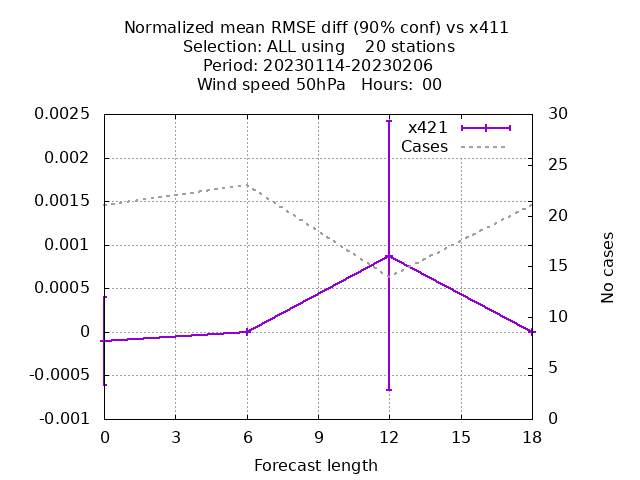 Normalized mean RMSE diff (90% conf) vs x411
Selection: ALL using    20 stations
Period: 20230114-20230206
Wind speed 50hPa   Hours:  00
0.0025
0.002
0.0015
0.001
0.0005
0
-0.0005
-0.001
x421
Cases
30
25
20
15
10
5
0
No cases
0 3 6 9 12 15 18
Forecast length